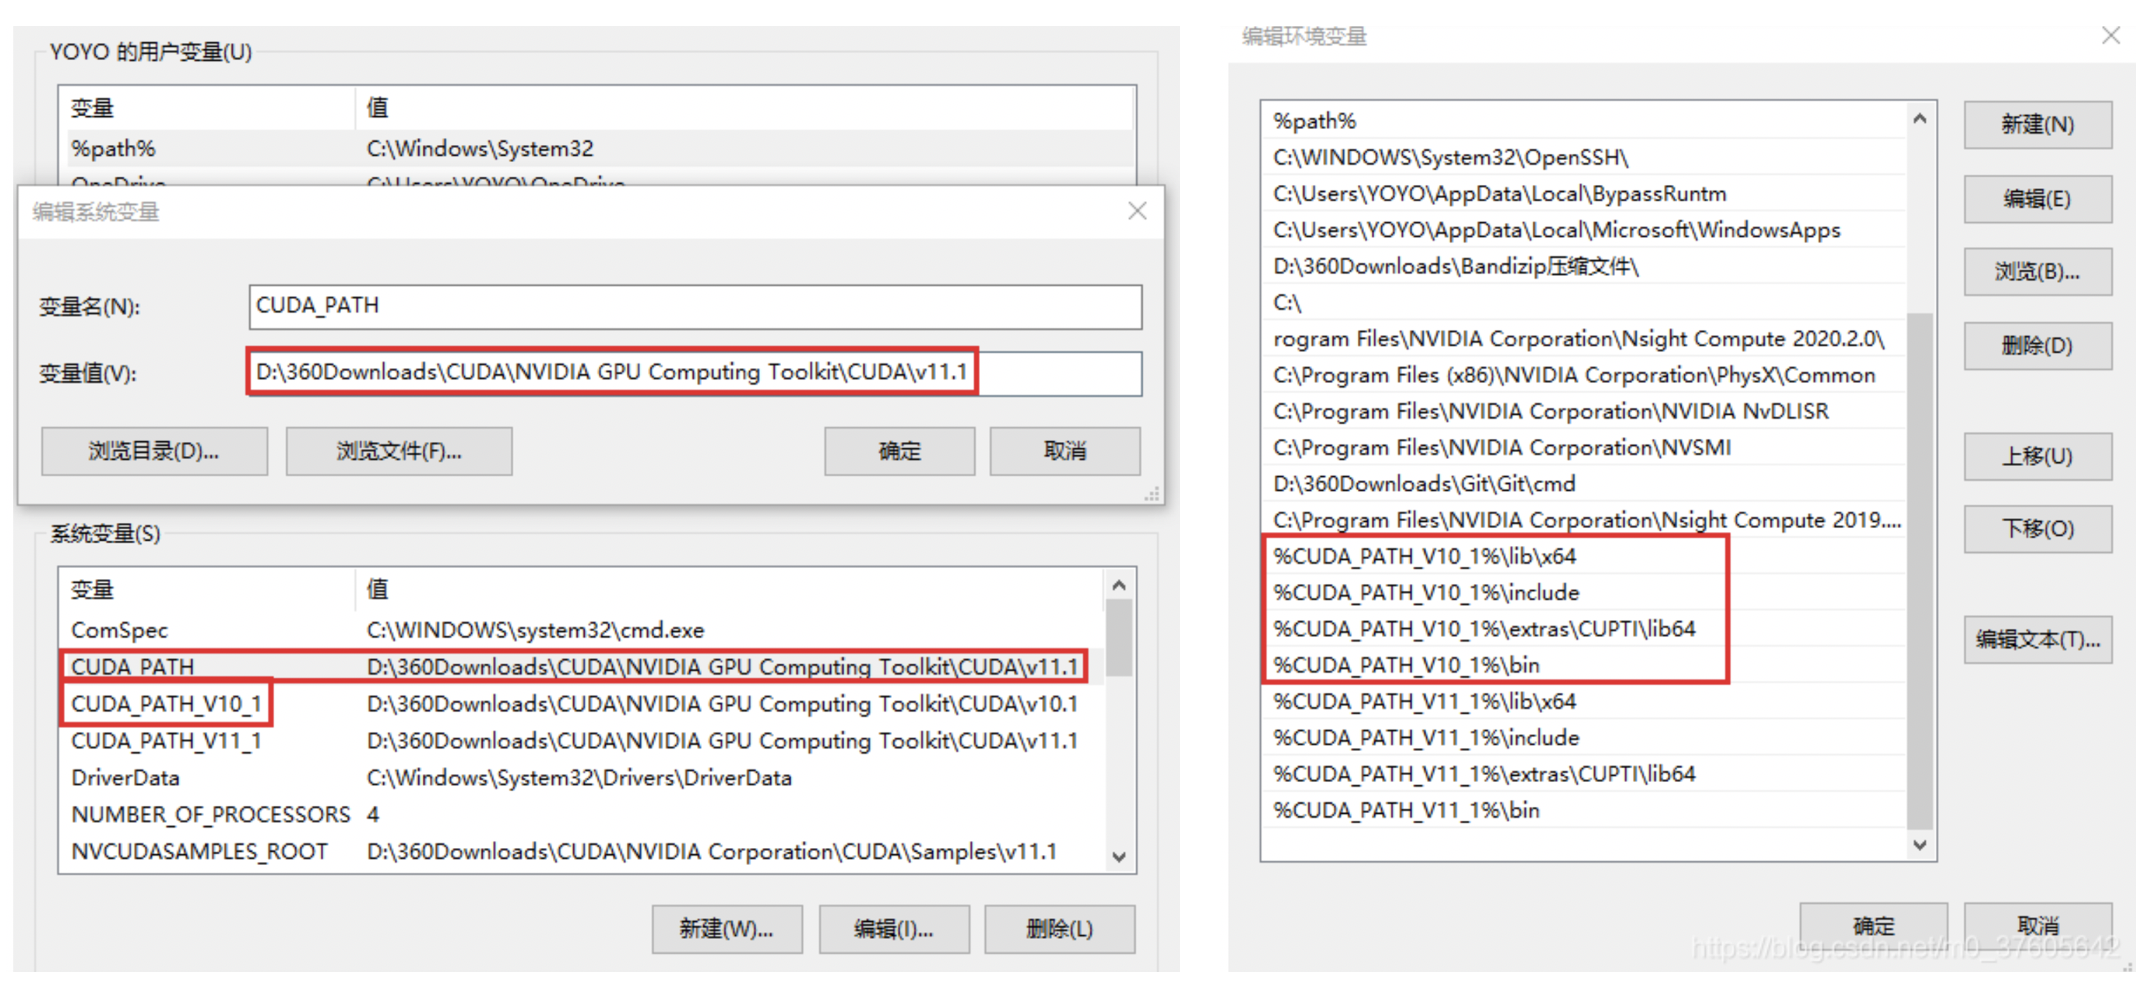 YOYO 的用户变量(U)
变量 值
%path% C:\Windows\System32
OneDrive C:\Users\YOYO\OneDrive
编辑系统变量
变量名(N): CUDA_PATH
变量值(V): D:\360Downloads\CUDA\NVIDIA GPU Computing Toolkit\CUDA\v11.1
浏览目录(D)... 浏览文件(F)... 确定 取消
系统变量(S)
变量 值
ComSpec C:\WINDOWS\system32\cmd.exe
CUDA_PATH D:\360Downloads\CUDA\NVIDIA GPU Computing Toolkit\CUDA\v11.1
CUDA_PATH_V10_1 D:\360Downloads\CUDA\NVIDIA GPU Computing Toolkit\CUDA\v10.1
CUDA_PATH_V11_1 D:\360Downloads\CUDA\NVIDIA GPU Computing Toolkit\CUDA\v11.1
DriverData C:\Windows\System32\Drivers\DriverData
NUMBER_OF_PROCESSORS 4
NVCUDASAMPLES_ROOT D:\360Downloads\CUDA\NVIDIA Corporation\CUDA\Samples\v11.1
新建(W)... 编辑(I)... 删除(L)
编辑环境变量
%path%
C:\WINDOWS\System32\OpenSSH\
C:\Users\YOYO\AppData\Local\BypassRuntm
C:\Users\YOYO\AppData\Local\Microsoft\WindowsApps
D:\360Downloads\Bandizip压缩文件\
C:\
rogram Files\NVIDIA Corporation\Nsight Compute 2020.2.0\
C:\Program Files (x86)\NVIDIA Corporation\PhysX\Common
C:\Program Files\NVIDIA Corporation\NVIDIA NvDLISR
C:\Program Files\NVIDIA Corporation\NVSMI
D:\360Downloads\Git\Git\cmd
C:\Program Files\NVIDIA Corporation\Nsight Compute 2019....
%CUDA_PATH_V10_1%\lib\x64
%CUDA_PATH_V10_1%\include
%CUDA_PATH_V10_1%\extras\CUPTI\lib64
%CUDA_PATH_V10_1%\bin
%CUDA_PATH_V11_1%\lib\x64
%CUDA_PATH_V11_1%\include
%CUDA_PATH_V11_1%\extras\CUPTI\lib64
%CUDA_PATH_V11_1%\bin
新建(N)
编辑(E)
浏览(B)...
删除(D)
上移(U)
下移(O)
编辑文本(T)...
确定 取消
https://blog.csdn.net/m0_37605642